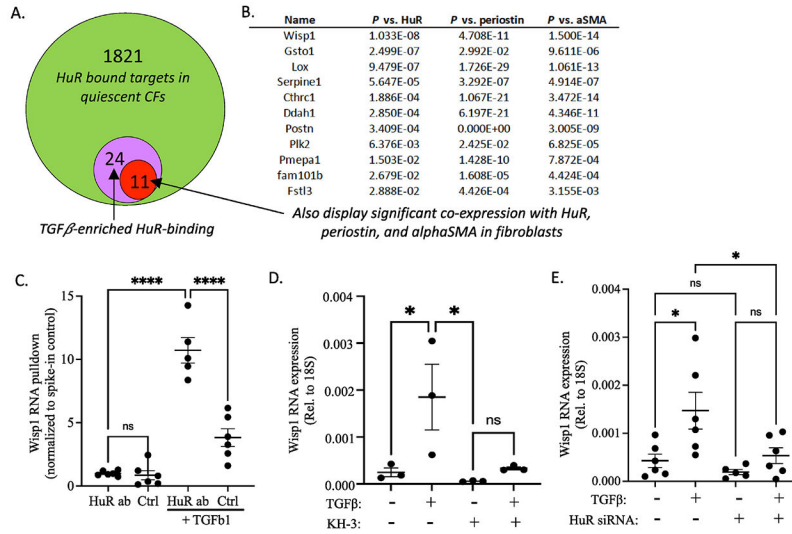 A.
1821
HuR bound targets in
quiescent CFs
24
11
TGFβ-enriched HuR-binding
Also display significant co-expression with HuR,
periostin, and alphaSMA in fibroblasts
B.
Name P vs. HuR P vs. periostin P vs. aSMA
Wisp1 1.033E-08 4.708E-11 1.500E-14
Gsto1 2.499E-07 2.992E-02 9.611E-06
Lox 9.479E-07 1.726E-29 1.061E-13
Serpine1 5.647E-05 3.292E-07 4.914E-07
Cthrc1 1.886E-04 1.067E-21 3.472E-14
Ddah1 2.850E-04 6.197E-21 4.346E-11
Postn 3.409E-04 0.000E+00 3.005E-09
Plk2 6.376E-03 2.425E-02 6.825E-05
Pmepa1 1.503E-02 1.428E-10 7.872E-04
fam101b 2.679E-02 1.608E-05 4.424E-04
Fstl3 2.888E-02 4.426E-04 3.155E-03
C.
**** ****
ns
Wisp1 RNA pulldown
(normalized to spike-in control)
15
10
5
0
HuR ab Ctrl HuR ab Ctrl
+ TGFb1
D.
* *
ns
Wisp1 RNA expression
(Rel. to 18S)
0.004
0.003
0.002
0.001
0.000
TGFβ: - + - +
KH-3: - - + +
E.
*
ns
* ns
Wisp1 RNA expression
(Rel. to 18S)
0.004
0.003
0.002
0.001
0.000
TGFβ: - + - +
HuR siRNA: - - + +